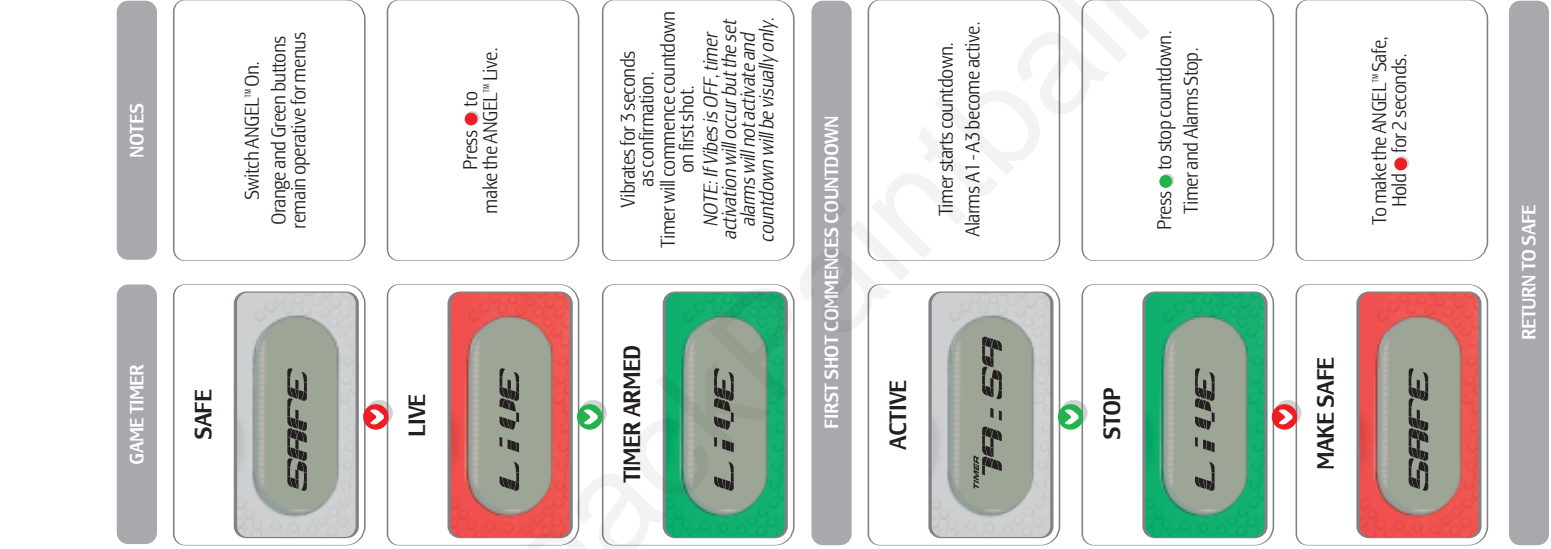 GAME TIMER
NOTES
SAFE
SAFE
Switch ANGEL™ On.
Orange and Green buttons
remain operative for menus
LIVE
LiVE
Press to
make the ANGEL™ Live.
TIMER ARMED
LiVE
Vibrates for 3 seconds
as confirmation.
Timer will commence countdown
on first shot.
NOTE: If Vibes is OFF, timer
activation will occur but the set
alarms will not activate and
countdown will be visually only.
FIRST SHOT COMMENCES COUNTDOWN
ACTIVE
TIMER
Timer starts countdown.
Alarms A1 - A3 become active.
STOP
LiVE
Press to stop countdown.
Timer and Alarms Stop.
MAKE SAFE
SAFE
To make the ANGEL™ Safe,
Hold for 2 seconds.
RETURN TO SAFE
ackPaintball